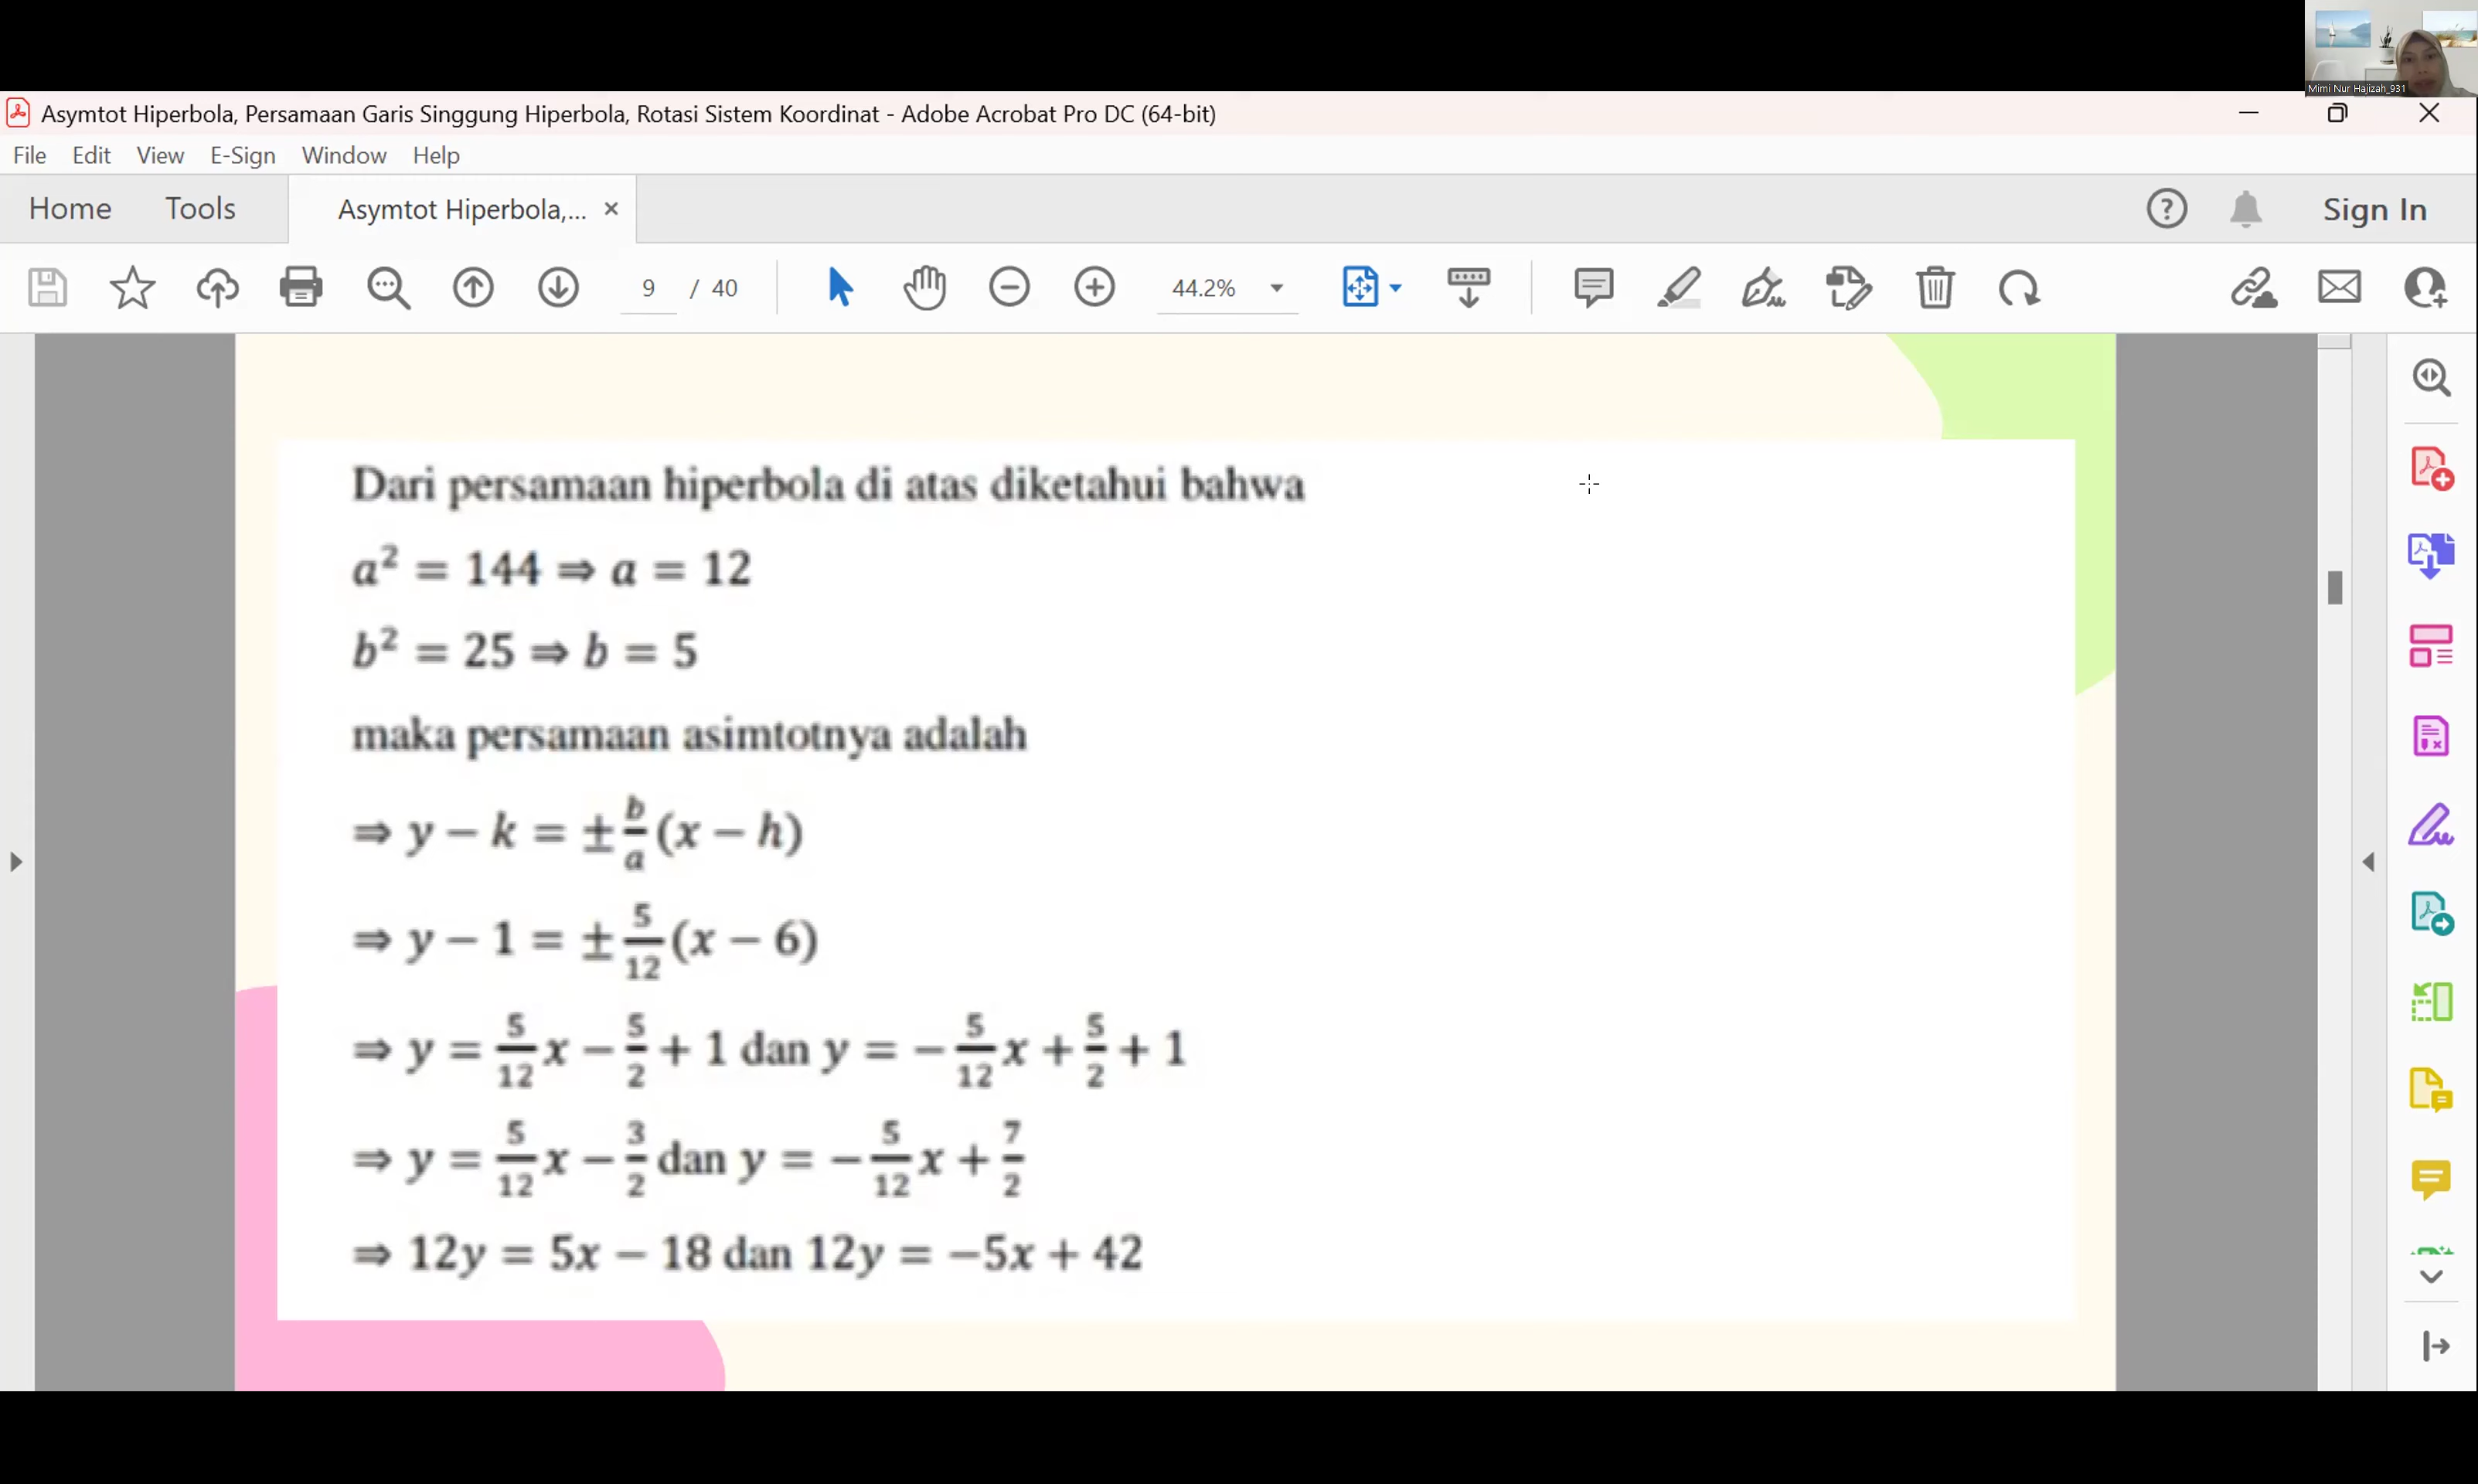 Mimi Nur Hajizah_931
Asymtot Hiperbola, Persamaan Garis Singgung Hiperbola, Rotasi Sistem Koordinat - Adobe Acrobat Pro DC (64-bit)
File Edit View E-Sign Window Help
Home Tools Asymtot Hiperbola,... × Sign In
9 / 40 44.2%
Dari persamaan hiperbola di atas diketahui bahwa
a² = 144 ⇒ a = 12
b² = 25 ⇒ b = 5
maka persamaan asimtotnya adalah
⇒ y − k = ± b/a (x − h)
⇒ y − 1 = ± 5/12 (x − 6)
⇒ y = 5/12 x − 5/2 + 1 dan y = − 5/12 x + 5/2 + 1
⇒ y = 5/12 x − 3/2 dan y = − 5/12 x + 7/2
⇒ 12y = 5x − 18 dan 12y = −5x + 42